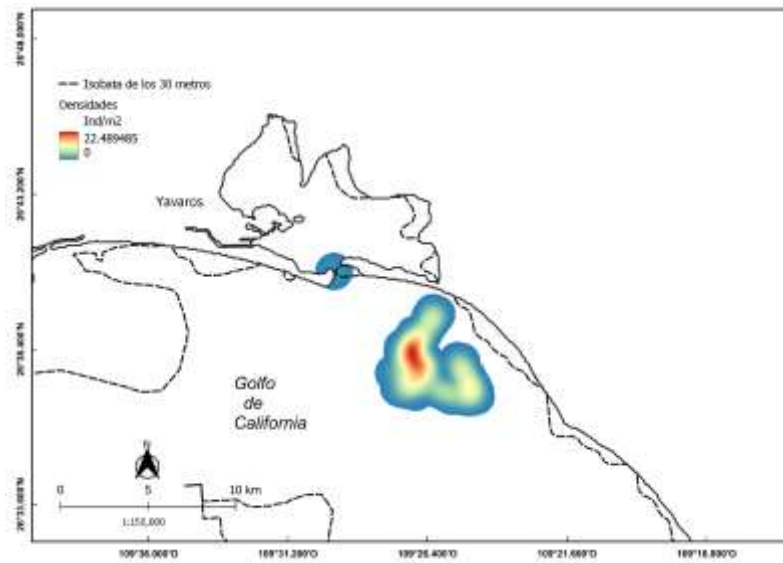 Isobata de los 30 metros
Densidades
Ind/m2
22.489485
0
Yavaros
Golfo
de
California
N
0 5 10 km
1:150,000
109°36.000'O 109°31.200'O 109°26.400'O 109°21.600'O 109°16.800'O